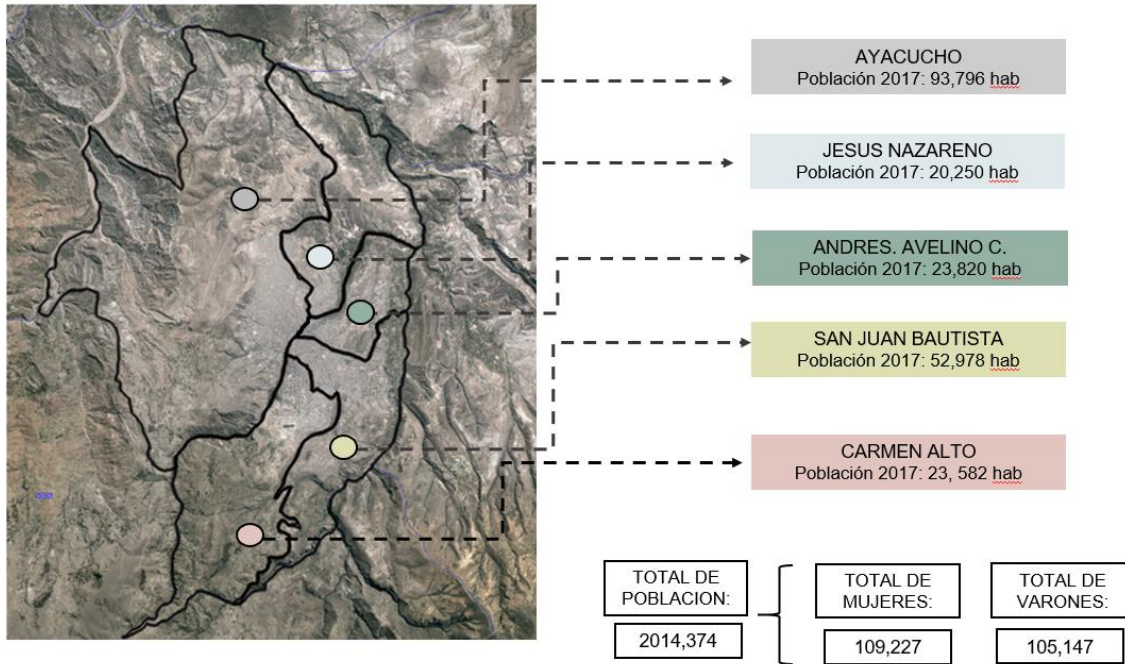 AYACUCHO
Población 2017: 93,796 hab
JESUS NAZARENO
Población 2017: 20,250 hab
ANDRES. AVELINO C.
Población 2017: 23,820 hab
SAN JUAN BAUTISTA
Población 2017: 52,978 hab
CARMEN ALTO
Población 2017: 23, 582 hab
TOTAL DE
POBLACION:
2014,374
TOTAL DE
MUJERES:
109,227
TOTAL DE
VARONES:
105,147